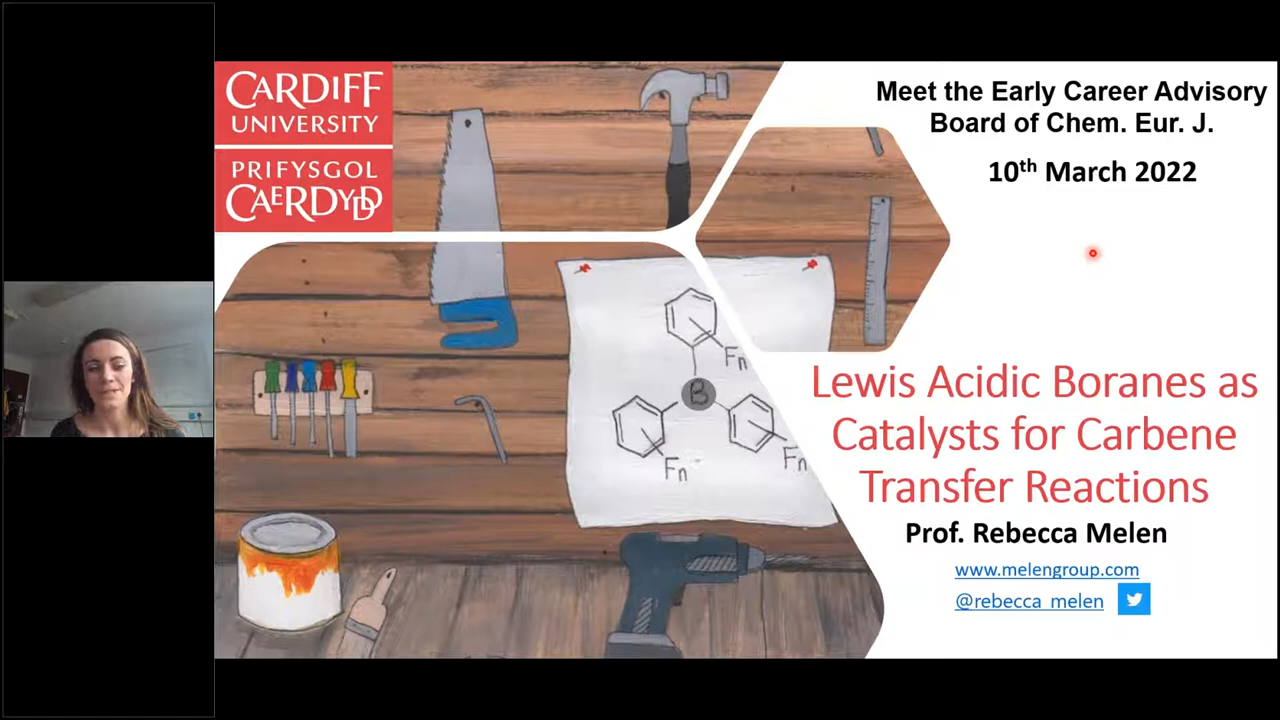 CARDIFF
UNIVERSITY
PRIFYSGOL
CAERDYDD
Meet the Early Career Advisory
Board of Chem. Eur. J.
10th March 2022
Fn
B
Fn
Fn
Lewis Acidic Boranes as
Catalysts for Carbene
Transfer Reactions
Prof. Rebecca Melen
www.melengroup.com
@rebecca_melen